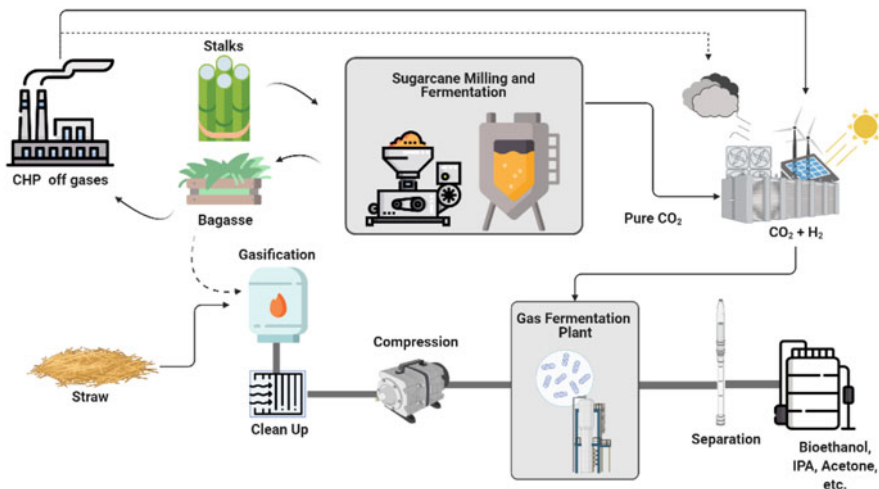 Stalks
Sugarcane Milling and
Fermentation
CHP off gases
Bagasse
Pure CO₂
CO₂ + H₂
Gasification
Gas Fermentation
Plant
Compression
Straw
Clean Up
Separation
Bioethanol,
IPA, Acetone,
etc.